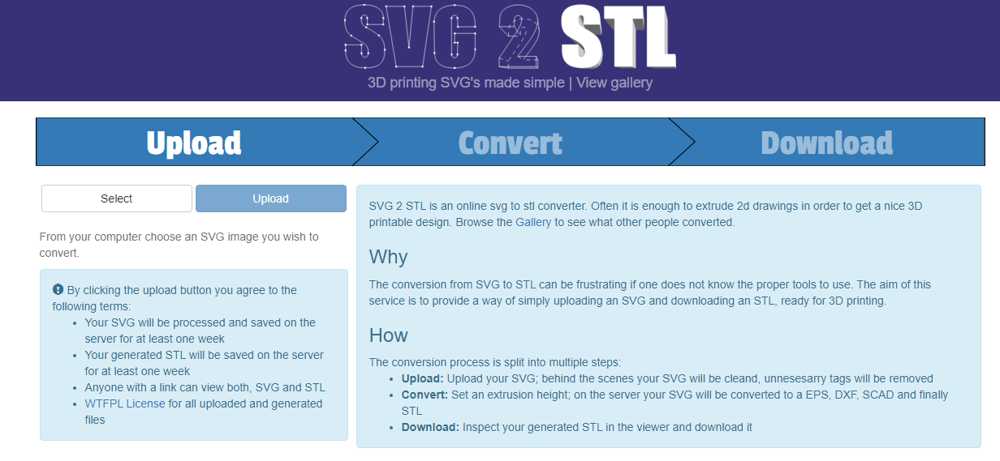 SVG 2 STL
3D printing SVG's made simple | View gallery
Upload
Convert
Download
Select
Upload
From your computer choose an SVG image you wish to
convert.
By clicking the upload button you agree to the
following terms:
Your SVG will be processed and saved on the
server for at least one week
Your generated STL will be saved on the server
for at least one week
Anyone with a link can view both, SVG and STL
WTFPL License for all uploaded and generated
files
SVG 2 STL is an online svg to stl converter. Often it is enough to extrude 2d drawings in order to get a nice 3D
printable design. Browse the Gallery to see what other people converted.
Why
The conversion from SVG to STL can be frustrating if one does not know the proper tools to use. The aim of this
service is to provide a way of simply uploading an SVG and downloading an STL, ready for 3D printing.
How
The conversion process is split into multiple steps:
Upload: Upload your SVG; behind the scenes your SVG will be cleand, unnesesarry tags will be removed
Convert: Set an extrusion height; on the server your SVG will be converted to a EPS, DXF, SCAD and finally
STL
Download: Inspect your generated STL in the viewer and download it